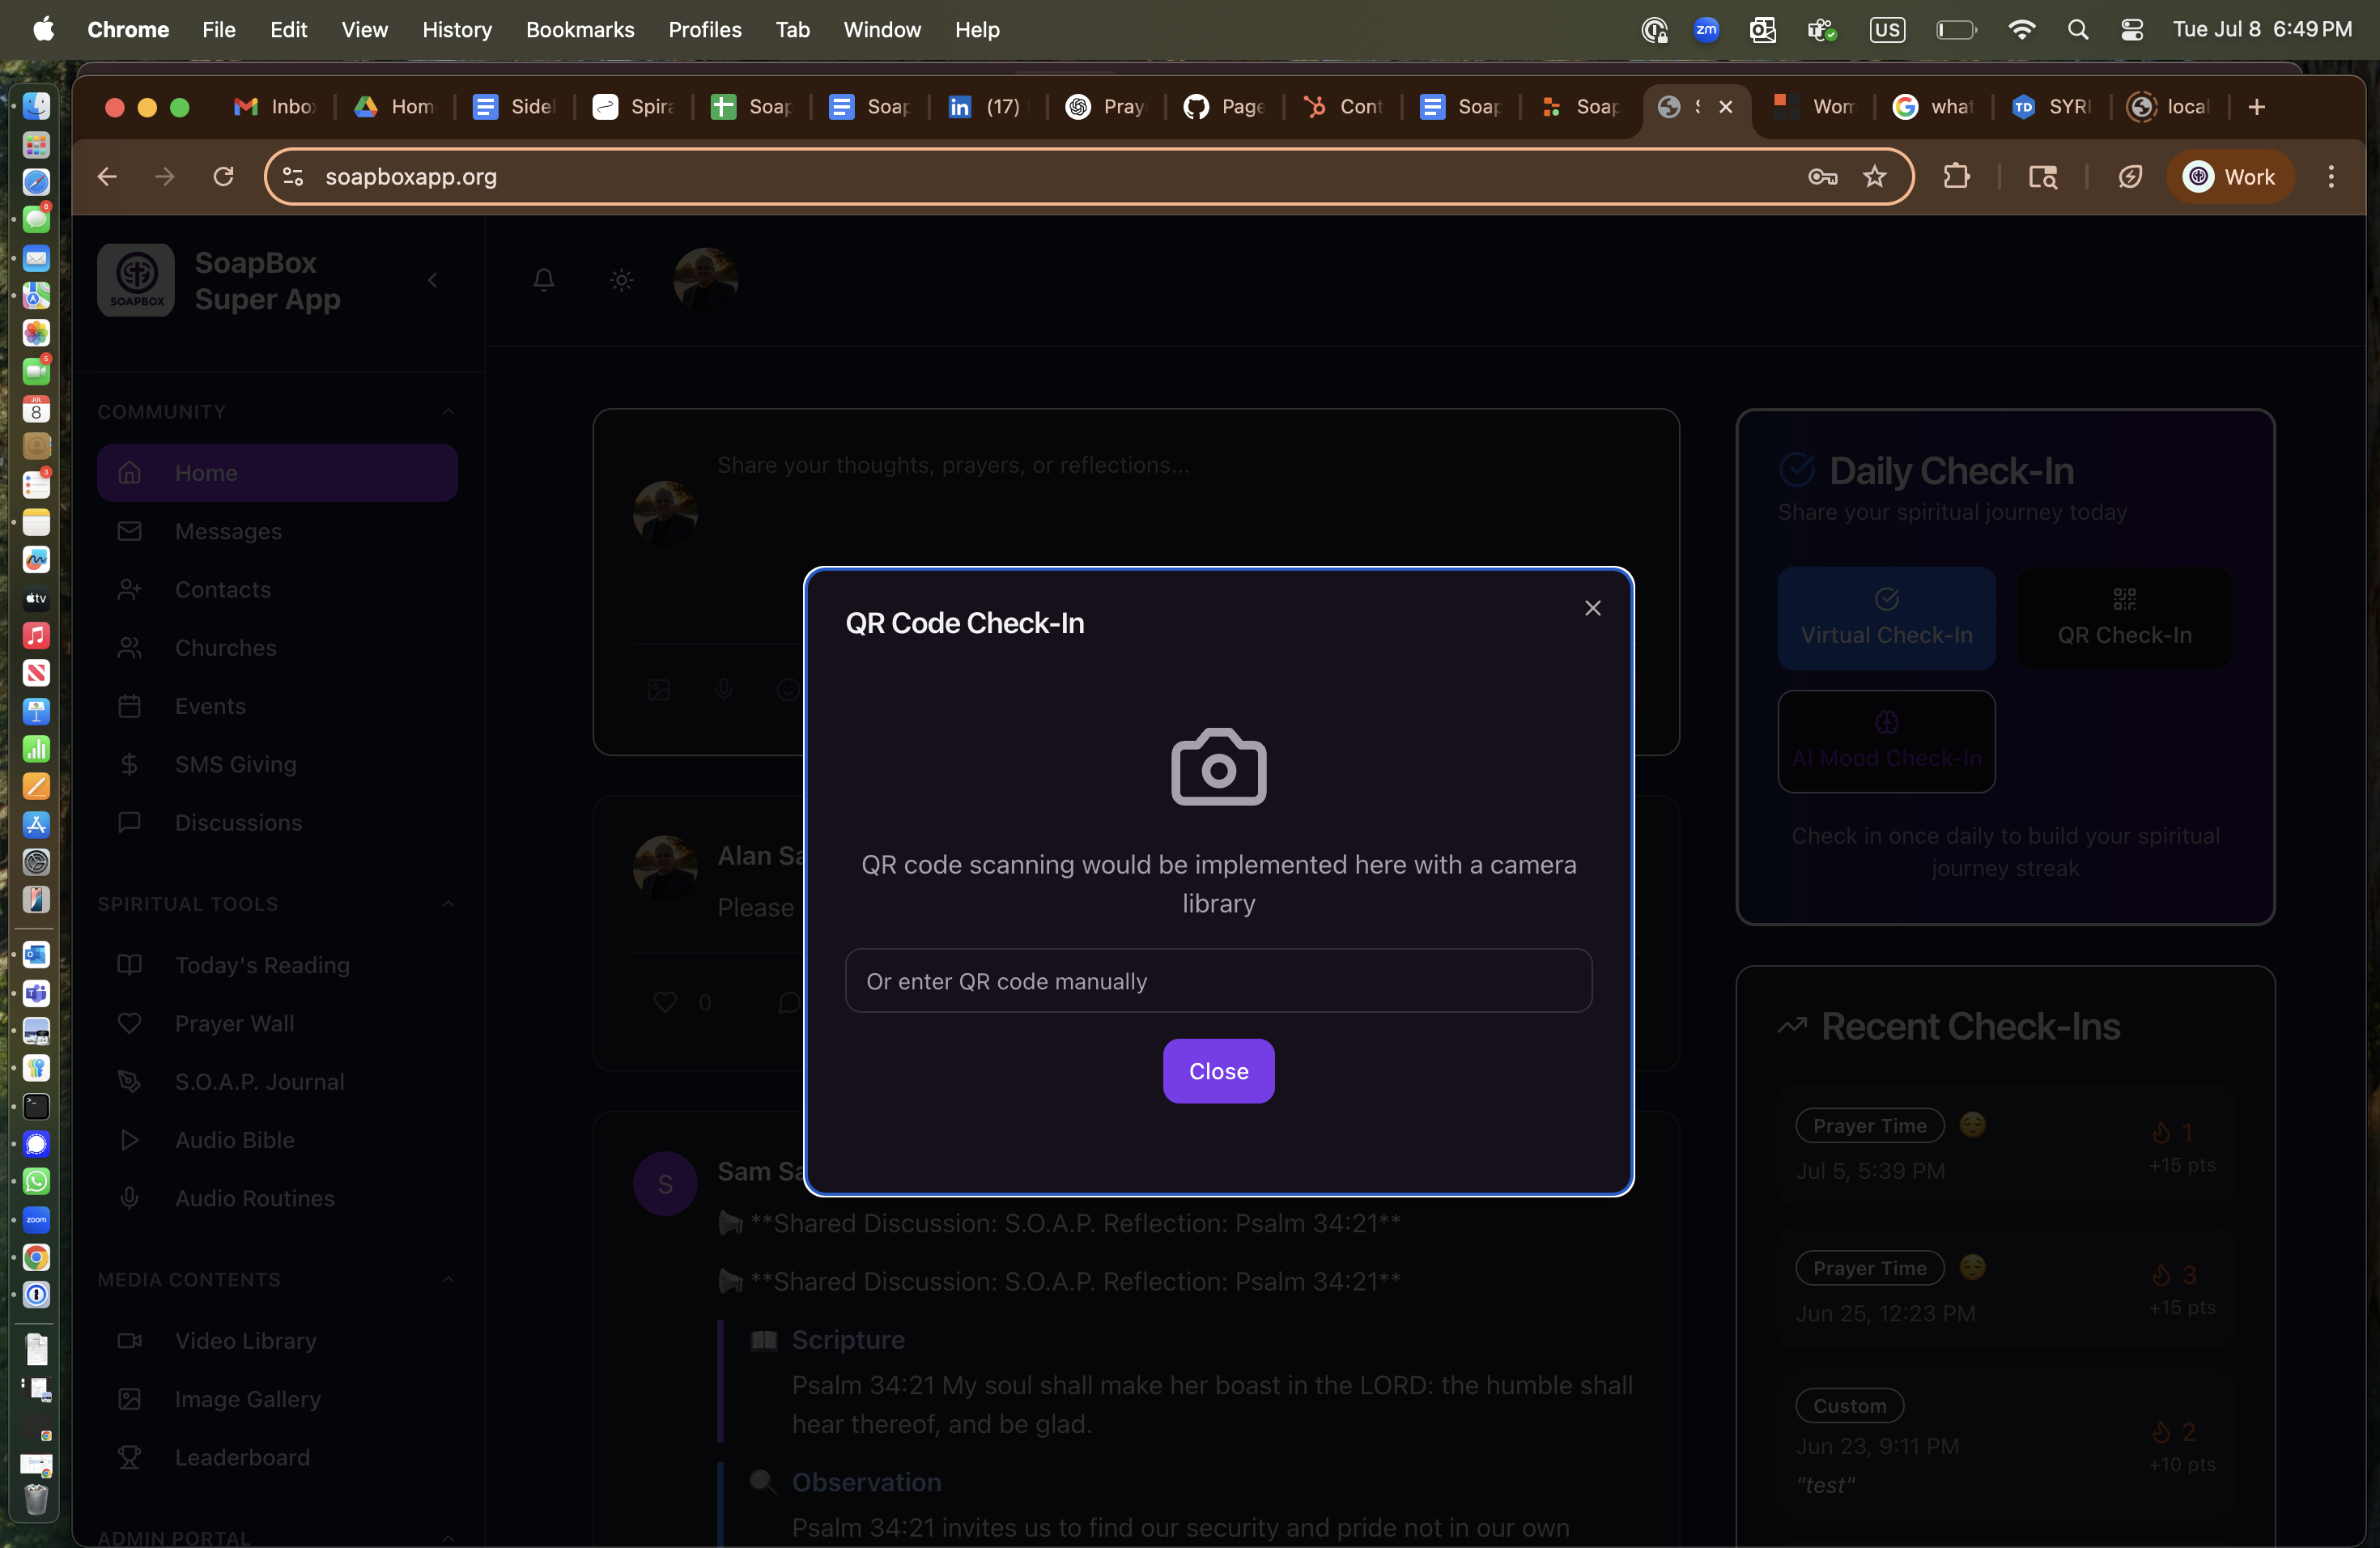 Chrome File Edit View History Bookmarks Profiles Tab Window Help
zm US Tue Jul 8 6:49 PM
Inbo Hom Side Spira Soap Soap (17) Pray Page Cont Soap Soap Wom what SYRI local
soapboxapp.org
Work
SoapBox
Super App
SOAPBOX
COMMUNITY
Home
Messages
Contacts
Churches
Events
SMS Giving
Discussions
SPIRITUAL TOOLS
Today's Reading
Prayer Wall
S.O.A.P. Journal
Audio Bible
Audio Routines
MEDIA CONTENTS
Video Library
Image Gallery
Leaderboard
ADMIN PORTAL
Share your thoughts, prayers, or reflections...
Alan Sa
Please
0
S
Sam Sa
**Shared Discussion: S.O.A.P. Reflection: Psalm 34:21**
**Shared Discussion: S.O.A.P. Reflection: Psalm 34:21**
Scripture
Psalm 34:21 My soul shall make her boast in the LORD: the humble shall
hear thereof, and be glad.
Observation
Psalm 34:21 invites us to find our security and pride not in our own
QR Code Check-In
QR code scanning would be implemented here with a camera
library
Or enter QR code manually
Close
Daily Check-In
Share your spiritual journey today
Virtual Check-In
QR Check-In
AI Mood Check-In
Check in once daily to build your spiritual
journey streak
Recent Check-Ins
Prayer Time
1
Jul 5, 5:39 PM
+15 pts
Prayer Time
3
Jun 25, 12:23 PM
+15 pts
Custom
2
Jun 23, 9:11 PM
+10 pts
"test"